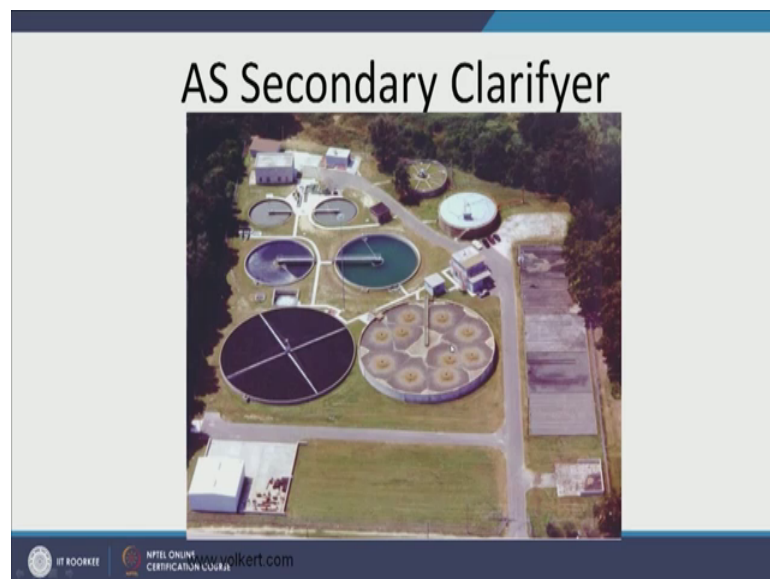 AS Secondary Clarifyer
IIT ROORKEE
NPTEL ONLINE
CERTIFICATION COURSE
www.volkert.com